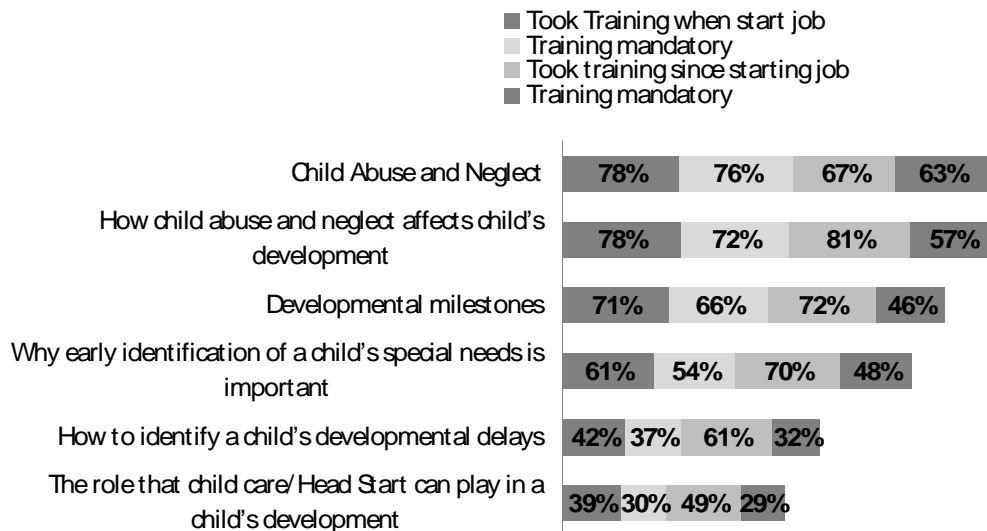 Took Training when start job
Training mandatory
Took training since starting job
Training mandatory
Child Abuse and Neglect
78% 76% 67% 63%
How child abuse and neglect affects child's
development
78% 72% 81% 57%
Developmental milestones
71% 66% 72% 46%
Why early identification of a child's special needs is
important
61% 54% 70% 48%
How to identify a child's developmental delays
42% 37% 61% 32%
The role that child care/Head Start can play in a
child's development
39% 30% 49% 29%